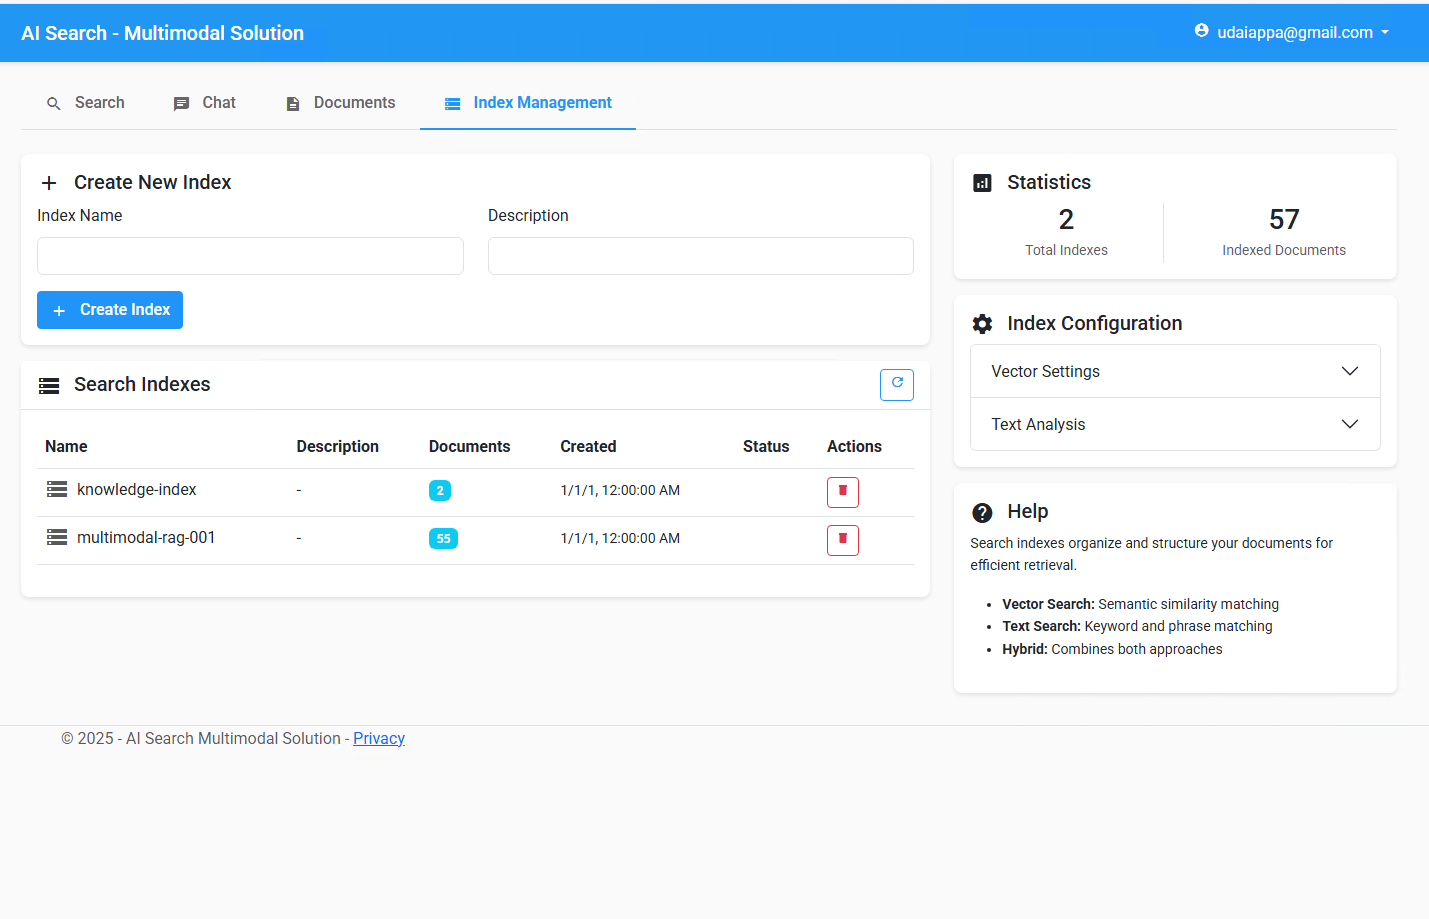 AI Search - Multimodal Solution
udaiappa@gmail.com
Search
Chat
Documents
Index Management
Create New Index
Index Name
Description
Create Index
Search Indexes
Name Description Documents Created Status Actions
knowledge-index - 2 1/1/1, 12:00:00 AM
multimodal-rag-001 - 55 1/1/1, 12:00:00 AM
Statistics
2 57
Total Indexes Indexed Documents
Index Configuration
Vector Settings
Text Analysis
Help
Search indexes organize and structure your documents for
efficient retrieval.
• Vector Search: Semantic similarity matching
• Text Search: Keyword and phrase matching
• Hybrid: Combines both approaches
© 2025 - AI Search Multimodal Solution - Privacy